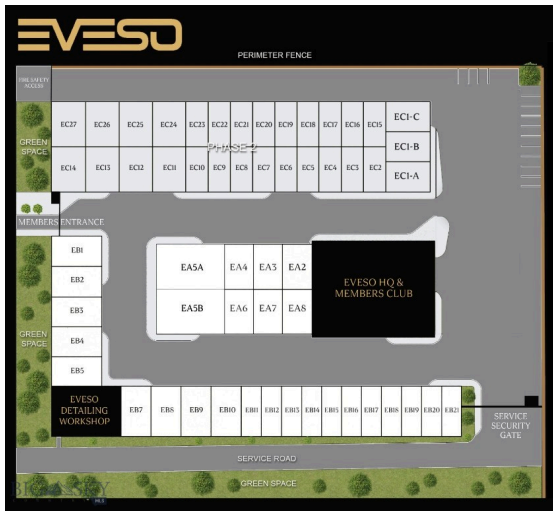 EVESO
PERIMETER FENCE
FIRE SAFETY
ACCESS
EC27 EC26 EC25 EC24 EC23 EC22 EC21 EC20 EC19 EC18 EC17 EC16 EC15 EC1-C
GREEN
SPACE
PHASE 2
EC1-B
EC14 EC13 EC12 EC11 EC10 EC9 EC8 EC7 EC6 EC5 EC4 EC3 EC2 EC1-A
MEMBERS ENTRANCE
EB1
EA5A EA4 EA3 EA2
EB2
EVESO HQ &
MEMBERS CLUB
EB3
EA5B EA6 EA7 EA8
GREEN
SPACE
EB4
EB5
EVESO
DETAILING
WORKSHOP
EB7 EB8 EB9 EB10 EB11 EB12 EB13 EB14 EB15 EB16 EB17 EB18 EB19 EB20 EB21
SERVICE
SECURITY
GATE
SERVICE ROAD
GREEN SPACE
MLS